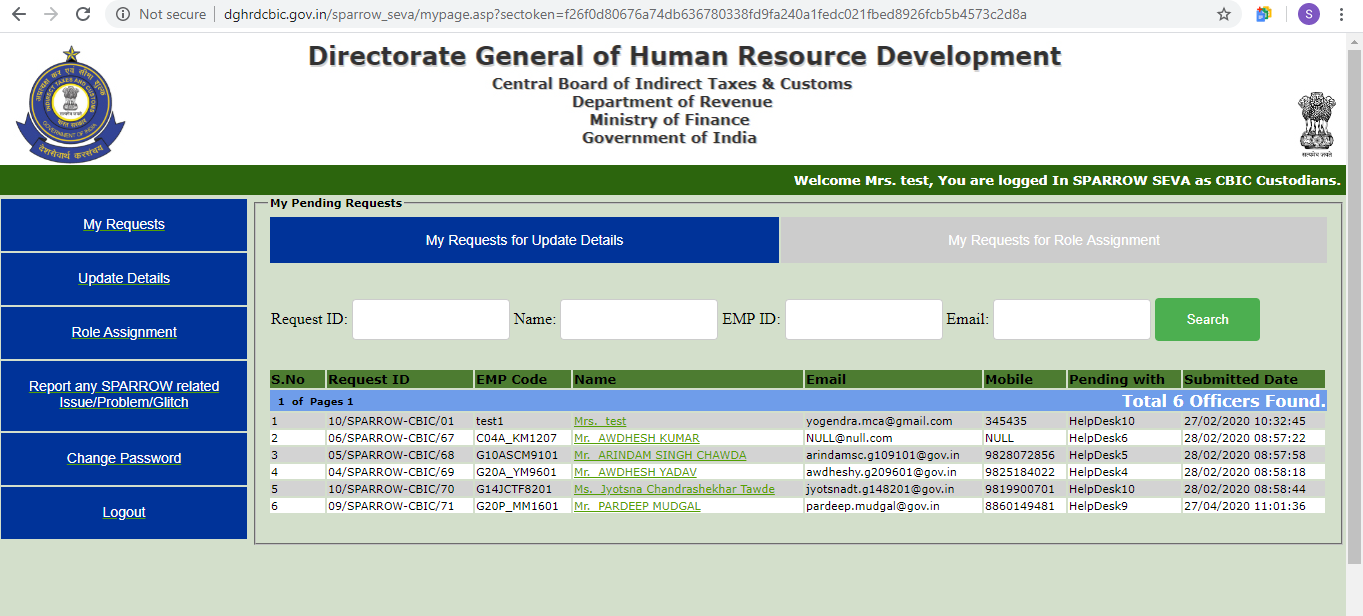 Not secure | dghrdcbic.gov.in/sparrow_seva/mypage.asp?sectoken=f26f0d80676a74db636780338fd9fa240a1fedc021fbed8926fcb5b4573c2d8a
S
Directorate General of Human Resource Development
Central Board of Indirect Taxes & Customs
Department of Revenue
Ministry of Finance
Government of India
देशसेवार्थ करसंचय
सत्यमेव जयते
Welcome Mrs. test, You are logged In SPARROW SEVA as CBIC Custodians.
My Requests
Update Details
Role Assignment
Report any SPARROW related
Issue/Problem/Glitch
Change Password
Logout
My Pending Requests
My Requests for Update Details My Requests for Role Assignment
Request ID: Name: EMP ID: Email: Search
S.No Request ID EMP Code Name Email Mobile Pending with Submitted Date
1 of Pages 1 Total 6 Officers Found.
1 10/SPARROW-CBIC/01 test1 Mrs. test yogendra.mca@gmail.com 345435 HelpDesk10 27/02/2020 10:32:45
2 06/SPARROW-CBIC/67 C04A_KM1207 Mr. AWDHESH KUMAR NULL@null.com NULL HelpDesk6 28/02/2020 08:57:22
3 05/SPARROW-CBIC/68 G10ASCM9101 Mr. ARINDAM SINGH CHAWDA arindamsc.g109101@gov.in 9828072856 HelpDesk5 28/02/2020 08:57:58
4 04/SPARROW-CBIC/69 G20A_YM9601 Mr. AWDHESH YADAV awdheshy.g209601@gov.in 9825184022 HelpDesk4 28/02/2020 08:58:18
5 10/SPARROW-CBIC/70 G14JCTF8201 Ms. Jyotsna Chandrashekhar Tawde jyotsnadt.g148201@gov.in 9819900701 HelpDesk10 28/02/2020 08:58:44
6 09/SPARROW-CBIC/71 G20P_MM1601 Mr. PARDEEP MUDGAL pardeep.mudgal@gov.in 8860149481 HelpDesk9 27/04/2020 11:01:36